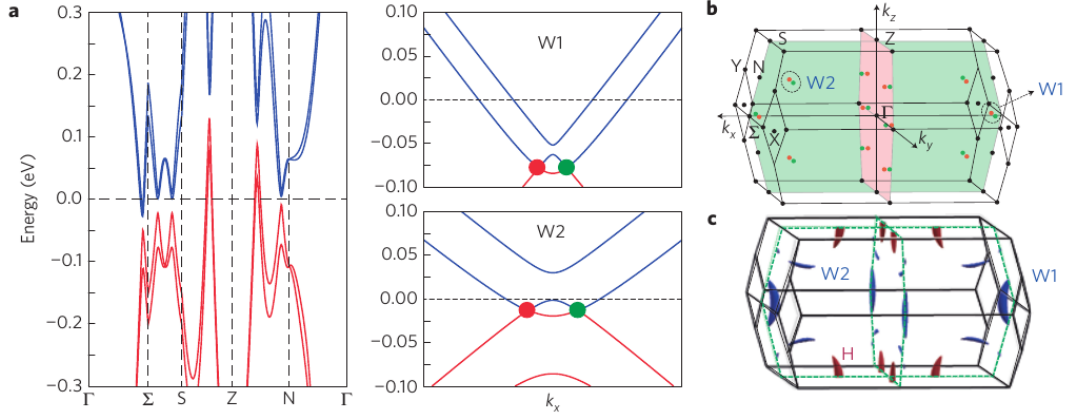 a
Energy (eV)
0.3
0.2
0.1
0.0
−0.1
−0.2
−0.3
Γ
Σ
S
Z
N
Γ
W1
0.10
0.05
0.00
−0.05
−0.10
W2
0.10
0.05
0.00
−0.05
−0.10
kx
b
kz
S
Z
Y
N
W2
W1
Γ
kx
Σ
X
ky
c
W2
W1
H